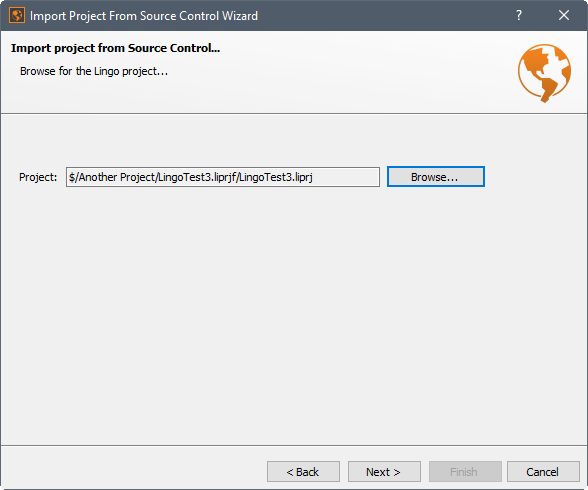 Import Project From Source Control Wizard
?
Import project from Source Control...
Browse for the Lingo project...
Project: $/Another Project/LingoTest3.liprjf/LingoTest3.liprj Browse...
< Back Next > Finish Cancel